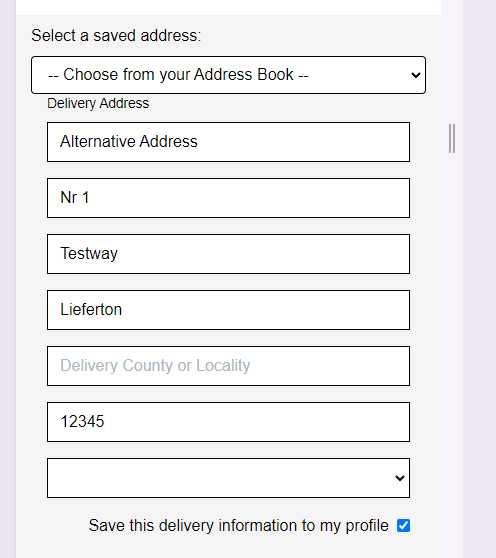 Select a saved address:
-- Choose from your Address Book --
Delivery Address
Alternative Address
Nr 1
Testway
Lieferton
Delivery County or Locality
12345
Save this delivery information to my profile